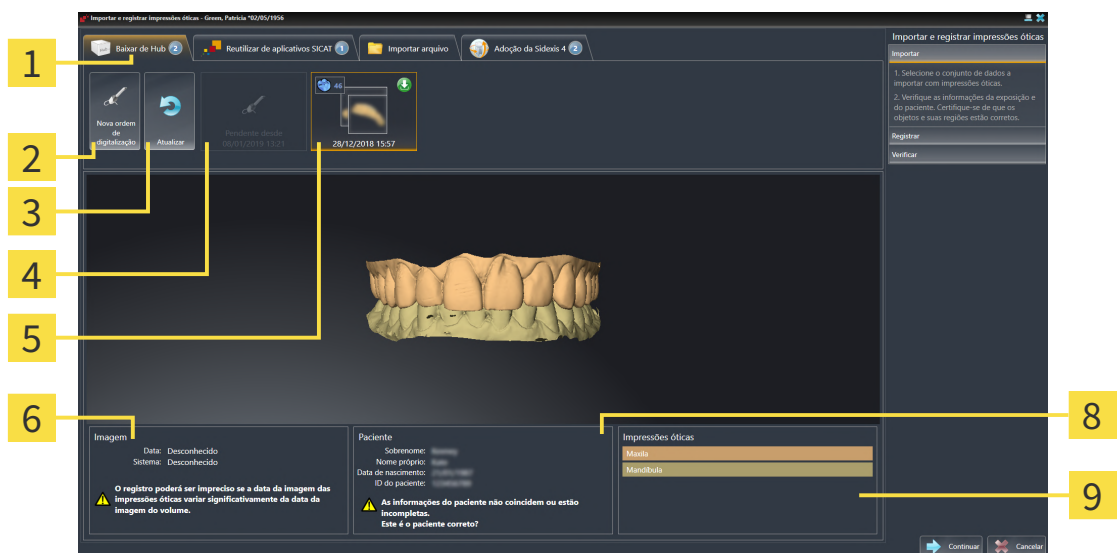 Importar e registrar impressões óticas - Green, Patricia *02/05/1956
Baixar de Hub 2
Reutilizar de aplicativos SICAT 1
Importar arquivo
Adoção da Sidexis 4 2
Importar e registrar impressões óticas
Importar
1. Selecione o conjunto de dados a
importar com impressões óticas.
2. Verifique as informações da exposição e
do paciente. Certifique-se de que os
objetos e suas regiões estão corretos.
Registrar
Verificar
1
2
3
4
5
6
8
9
Nova ordem
de
digitalização
Atualizar
Pendente desde
08/01/2019 13:21
46
28/12/2018 15:57
Imagem
Data: Desconhecido
Sistema: Desconhecido
O registro poderá ser impreciso se a data da imagem das
impressões óticas variar significativamente da data da
imagem do volume.
Paciente
Sobrenome:
Nome próprio:
Data de nascimento:
ID do paciente:
As informações do paciente não coincidem ou estão
incompletas.
Este é o paciente correto?
Impressões óticas
Maxila
Mandíbula
Continuar
Cancelar